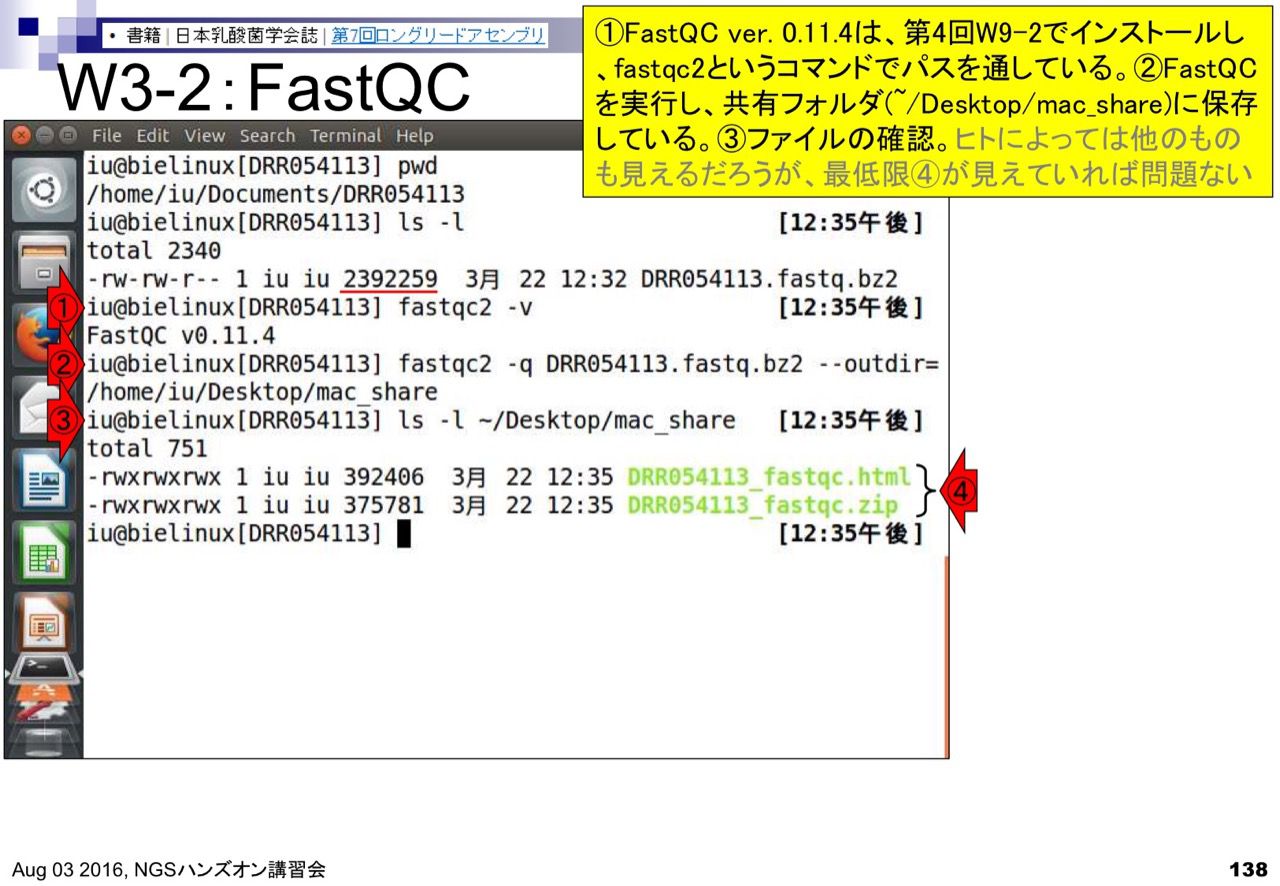 • 書籍 | 日本乳酸菌学会誌 | 第7回ロングリードアセンブリ
W3-2：FastQC
①FastQC ver. 0.11.4は、第4回W9-2でインストールし
、fastqc2というコマンドでパスを通している。②FastQC
を実行し、共有フォルダ(~/Desktop/mac_share)に保存
している。③ファイルの確認。ヒトによっては他のもの
も見えるだろうが、最低限④が見えていれば問題ない
File Edit View Search Terminal Help
iu@bielinux[DRR054113] pwd
/home/iu/Documents/DRR054113
iu@bielinux[DRR054113] ls -l [12:35午後]
total 2340
-rw-rw-r-- 1 iu iu 2392259 3月 22 12:32 DRR054113.fastq.bz2
① iu@bielinux[DRR054113] fastqc2 -v [12:35午後]
FastQC v0.11.4
② iu@bielinux[DRR054113] fastqc2 -q DRR054113.fastq.bz2 --outdir=
/home/iu/Desktop/mac_share
③ iu@bielinux[DRR054113] ls -l ~/Desktop/mac_share [12:35午後]
total 751
-rwxrwxrwx 1 iu iu 392406 3月 22 12:35 DRR054113_fastqc.html
-rwxrwxrwx 1 iu iu 375781 3月 22 12:35 DRR054113_fastqc.zip
④
iu@bielinux[DRR054113] [12:35午後]
Aug 03 2016, NGSハンズオン講習会
138